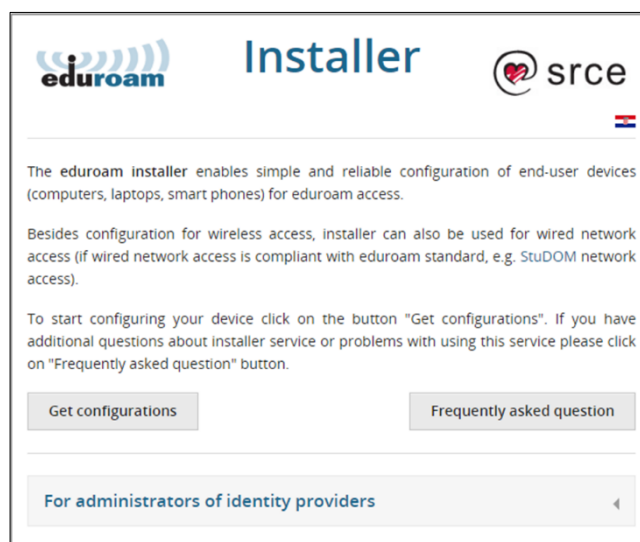 eduroam
Installer
srce
The eduroam installer enables simple and reliable configuration of end-user devices
(computers, laptops, smart phones) for eduroam access.
Besides configuration for wireless access, installer can also be used for wired network
access (if wired network access is compliant with eduroam standard, e.g. StuDOM network
access).
To start configuring your device click on the button "Get configurations". If you have
additional questions about installer service or problems with using this service please click
on "Frequently asked question" button.
Get configurations
Frequently asked question
For administrators of identity providers